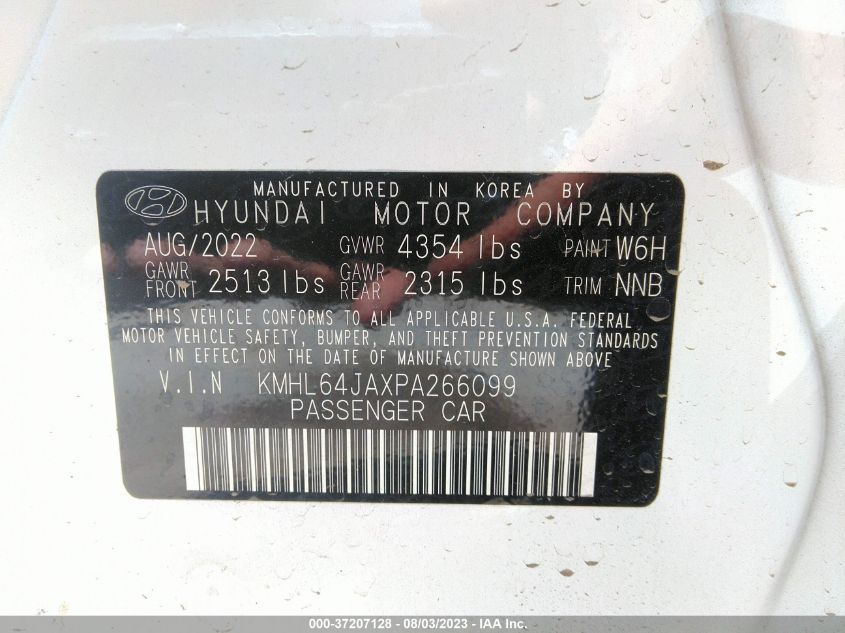 MANUFACTURED IN KOREA BY
HYUNDAI MOTOR COMPANY
AUG/2022 GVWR 4354 lbs PAINT W6H
GAWR FRONT 2513 lbs GAWR REAR 2315 lbs TRIM NNB
THIS VEHICLE CONFORMS TO ALL APPLICABLE U.S.A. FEDERAL
MOTOR VEHICLE SAFETY, BUMPER, AND THEFT PREVENTION STANDARDS
IN EFFECT ON THE DATE OF MANUFACTURE SHOWN ABOVE
V.I.N KMHL64JAXPA266099
PASSENGER CAR
000-37207128 - 08/03/2023 - IAA Inc.